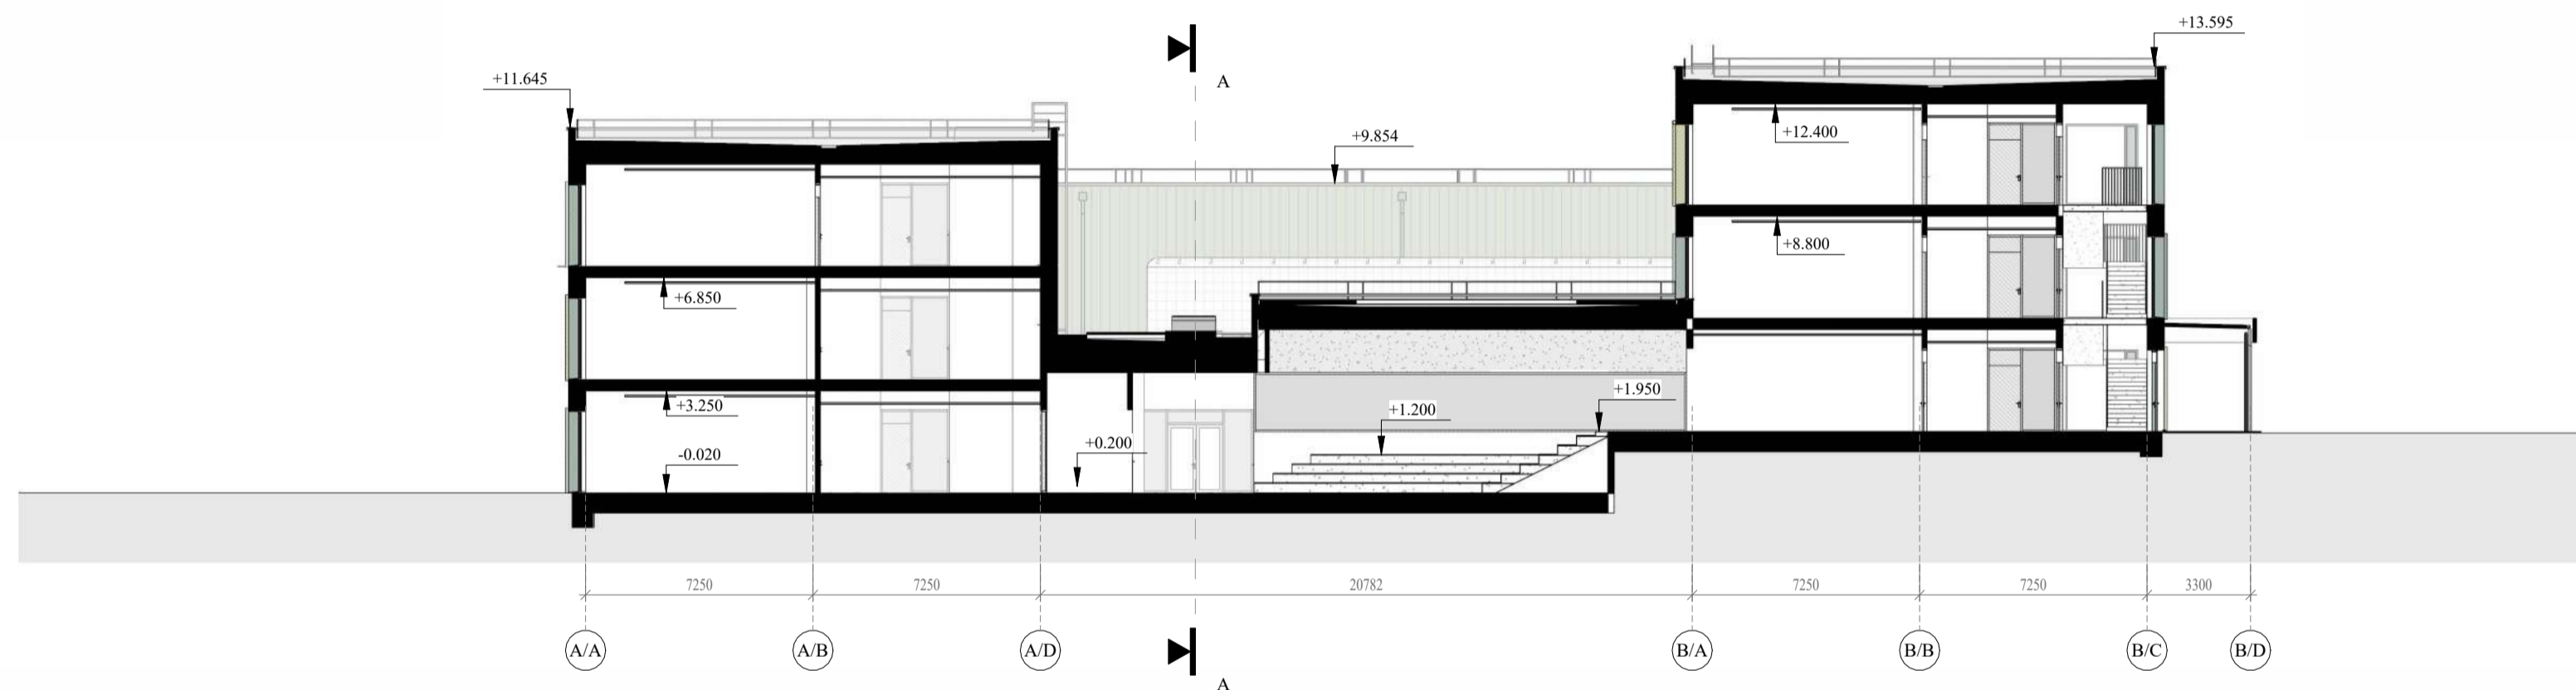 +13.595
A
+11.645
+9.854
+12.400
+8.800
+6.850
+1.950
+3.250
+1.200
+0.200
-0.020
7250
7250
20782
7250
7250
3300
A/A
A/B
A/D
B/A
B/B
B/C
B/D
A